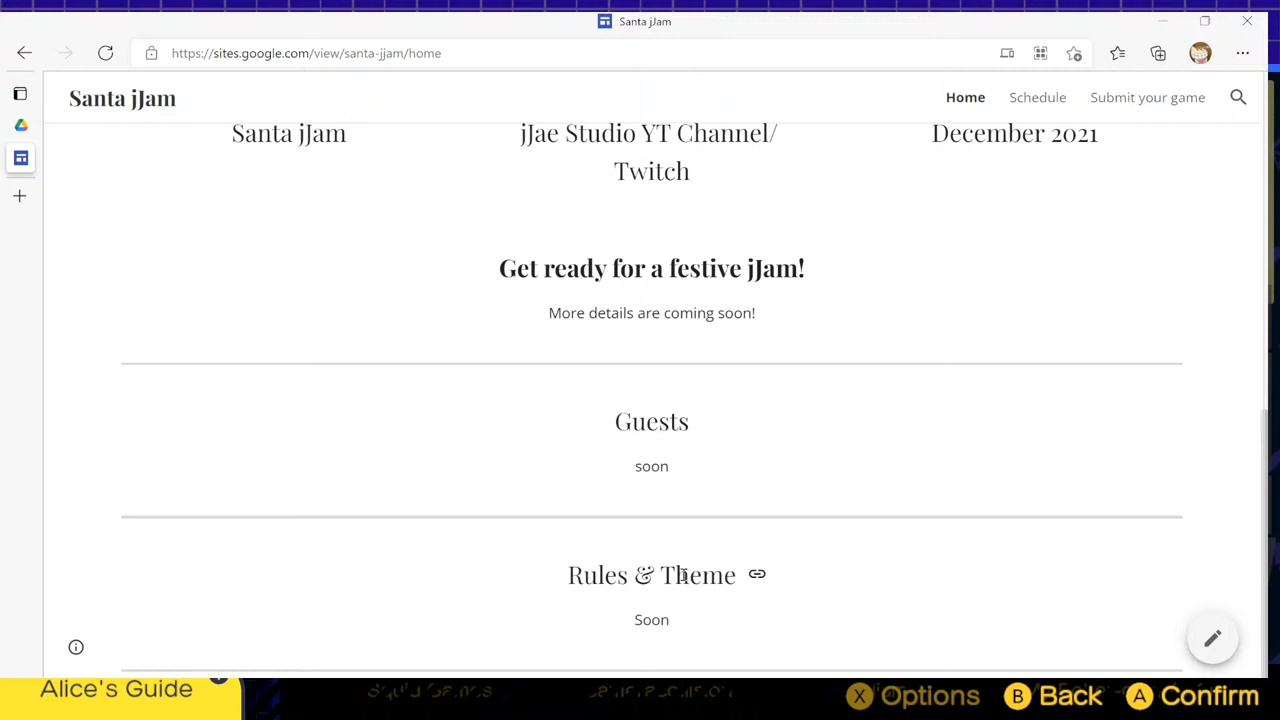 Santa jJam
https://sites.google.com/view/santa-jjam/home
Santa jJam
Home
Schedule
Submit your game
Santa jJam
jJae Studio YT Channel/
Twitch
December 2021
Get ready for a festive jJam!
More details are coming soon!
Guests
soon
Rules & Theme
Soon
Alice's Guide
X Options
B Back
A Confirm